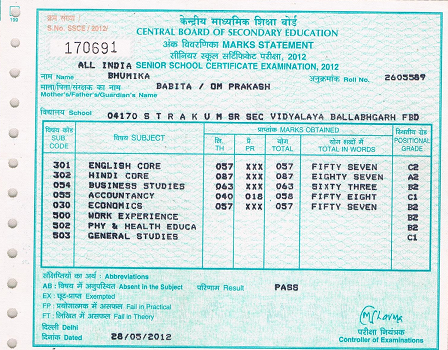 क्रम संख्या /
S.No. SSCS / 2012/
170691
केन्द्रीय माध्यमिक शिक्षा बोर्ड
CENTRAL BOARD OF SECONDARY EDUCATION
अंक विवरणिका MARKS STATEMENT
सीनियर स्कूल सर्टिफिकेट परीक्षा, 2012
ALL INDIA SENIOR SCHOOL CERTIFICATE EXAMINATION, 2012
नाम Name BHUMIKA अनुक्रमांक Roll No. 2605589
माता/पिता/संरक्षक का नाम BABITA / OM PRAKASH
Mother's/Father's/Guardian's Name
विद्यालय School 04170 S T R A K U M SR SEC VIDYALAYA BALLABHGARH FBD
विषय कोड SUB CODE विषय SUBJECT प्राप्तांक MARKS OBTAINED स्थितीय ग्रेड POSITIONAL GRADE
लि. TH प्रै. PR योग TOTAL योग शब्दों में TOTAL IN WORDS
301 ENGLISH CORE 057 XXX 057 FIFTY SEVEN C2
302 HINDI CORE 087 XXX 087 EIGHTY SEVEN A2
054 BUSINESS STUDIES 063 XXX 063 SIXTY THREE B2
055 ACCOUNTANCY 040 018 058 FIFTY EIGHT C1
030 ECONOMICS 057 XXX 057 FIFTY SEVEN B2
500 WORK EXPERIENCE B2
502 PHY & HEALTH EDUCA B2
503 GENERAL STUDIES C1
संक्षिप्तियों का अर्थ : Abbreviations
AB : विषय में अनुपस्थित Absent in the Subject परिणाम Result PASS
EX : छूट-प्राप्त Exempted
FP : प्रयोगात्मक में असफल Fail in Practical
FT : लिखित में असफल Fail in Theory
दिल्ली Delhi
दिनांक Dated 28/05/2012
परीक्षा नियंत्रक
Controller of Examinations